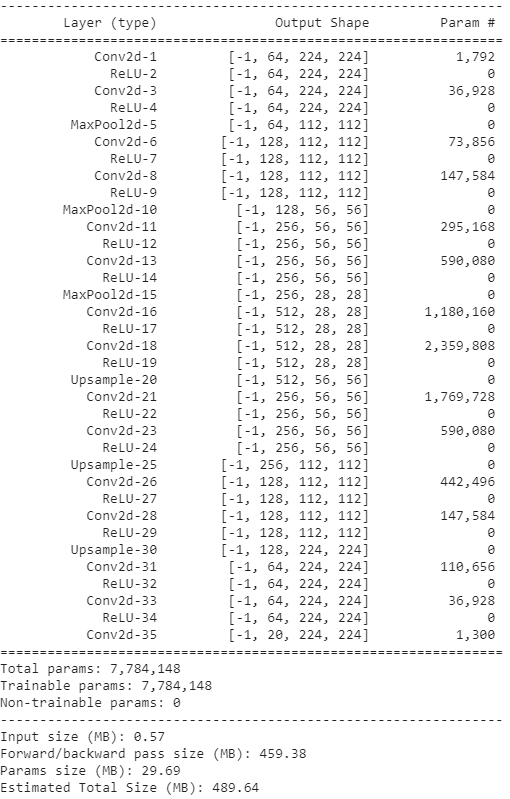 ----------------------------------------------------------------
        Layer (type)               Output Shape         Param #
================================================================
            Conv2d-1         [-1, 64, 224, 224]           1,792
              ReLU-2         [-1, 64, 224, 224]               0
            Conv2d-3         [-1, 64, 224, 224]          36,928
              ReLU-4         [-1, 64, 224, 224]               0
         MaxPool2d-5         [-1, 64, 112, 112]               0
            Conv2d-6        [-1, 128, 112, 112]          73,856
              ReLU-7        [-1, 128, 112, 112]               0
            Conv2d-8        [-1, 128, 112, 112]         147,584
              ReLU-9        [-1, 128, 112, 112]               0
        MaxPool2d-10          [-1, 128, 56, 56]               0
           Conv2d-11          [-1, 256, 56, 56]         295,168
             ReLU-12          [-1, 256, 56, 56]               0
           Conv2d-13          [-1, 256, 56, 56]         590,080
             ReLU-14          [-1, 256, 56, 56]               0
        MaxPool2d-15          [-1, 256, 28, 28]               0
           Conv2d-16          [-1, 512, 28, 28]       1,180,160
             ReLU-17          [-1, 512, 28, 28]               0
           Conv2d-18          [-1, 512, 28, 28]       2,359,808
             ReLU-19          [-1, 512, 28, 28]               0
         Upsample-20          [-1, 512, 56, 56]               0
           Conv2d-21          [-1, 256, 56, 56]       1,769,728
             ReLU-22          [-1, 256, 56, 56]               0
           Conv2d-23          [-1, 256, 56, 56]         590,080
             ReLU-24          [-1, 256, 56, 56]               0
         Upsample-25        [-1, 256, 112, 112]               0
           Conv2d-26        [-1, 128, 112, 112]         442,496
             ReLU-27        [-1, 128, 112, 112]               0
           Conv2d-28        [-1, 128, 112, 112]         147,584
             ReLU-29        [-1, 128, 112, 112]               0
         Upsample-30        [-1, 128, 224, 224]               0
           Conv2d-31         [-1, 64, 224, 224]         110,656
             ReLU-32         [-1, 64, 224, 224]               0
           Conv2d-33         [-1, 64, 224, 224]          36,928
             ReLU-34         [-1, 64, 224, 224]               0
           Conv2d-35         [-1, 20, 224, 224]           1,300
================================================================
Total params: 7,784,148
Trainable params: 7,784,148
Non-trainable params: 0
----------------------------------------------------------------
Input size (MB): 0.57
Forward/backward pass size (MB): 459.38
Params size (MB): 29.69
Estimated Total Size (MB): 489.64